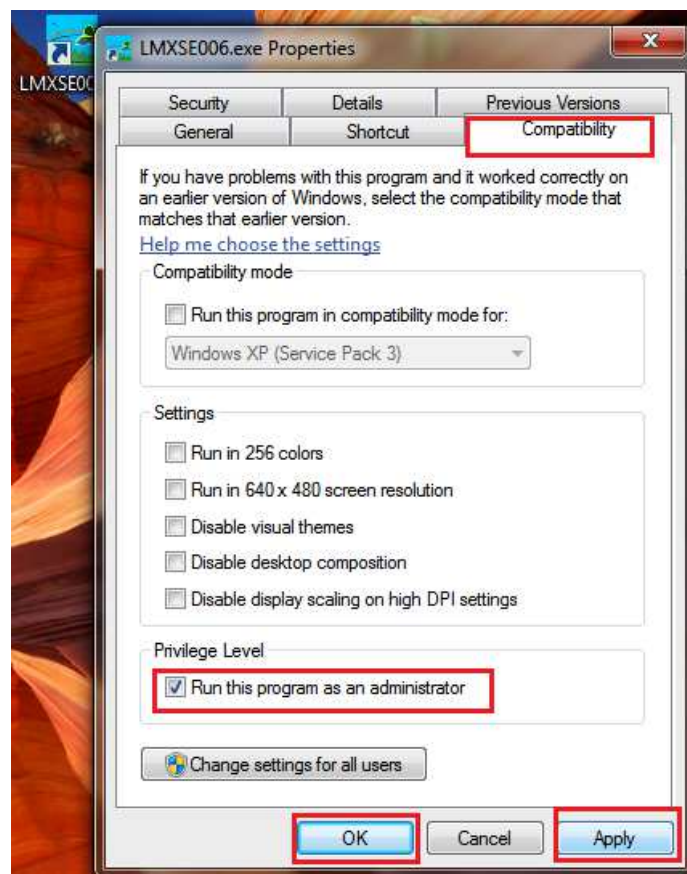 LMXSE006.exe Properties
LMXSE00
Security Details Previous Versions
General Shortcut Compatibility
If you have problems with this program and it worked correctly on
an earlier version of Windows, select the compatibility mode that
matches that earlier version.
Help me choose the settings
Compatibility mode
Run this program in compatibility mode for:
Windows XP (Service Pack 3)
Settings
Run in 256 colors
Run in 640 x 480 screen resolution
Disable visual themes
Disable desktop composition
Disable display scaling on high DPI settings
Privilege Level
Run this program as an administrator
Change settings for all users
OK Cancel Apply